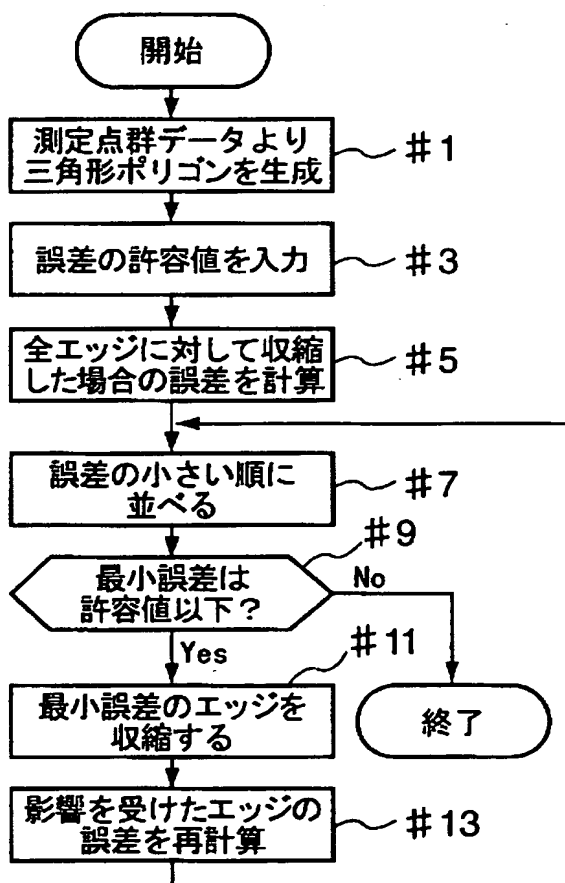 開始
測定点群データより
三角形ポリゴンを生成
#1
誤差の許容値を入力
#3
全エッジに対して収縮
した場合の誤差を計算
#5
誤差の小さい順に
並べる
#7
最小誤差は
許容値以下?
#9
No
Yes
最小誤差のエッジを
収縮する
#11
終了
影響を受けたエッジの
誤差を再計算
#13